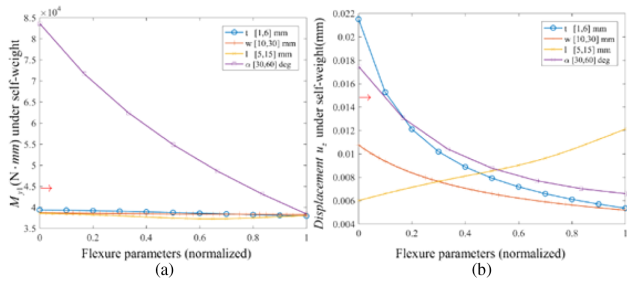 ×10⁴
8.5
8
7.5
7
6.5
6
5.5
5
4.5
4
3.5
0 0.2 0.4 0.6 0.8 1
M_y1(N·mm) under self-weight
Flexure parameters (normalized)
t [1,6] mm
w [10,30] mm
l [5,15] mm
α [30,60] deg
(a)
0.022
0.02
0.018
0.016
0.014
0.012
0.01
0.008
0.006
0.004
0 0.2 0.4 0.6 0.8 1
Displacement u_z under self-weight(mm)
Flexure parameters (normalized)
t [1,6] mm
w [10,30] mm
l [5,15] mm
α [30,60] deg
(b)